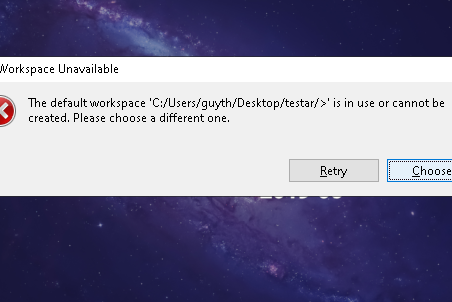 Workspace Unavailable
The default workspace 'C:/Users/guyth/Desktop/testar/>' is in use or cannot be
created. Please choose a different one.
Retry
Choose